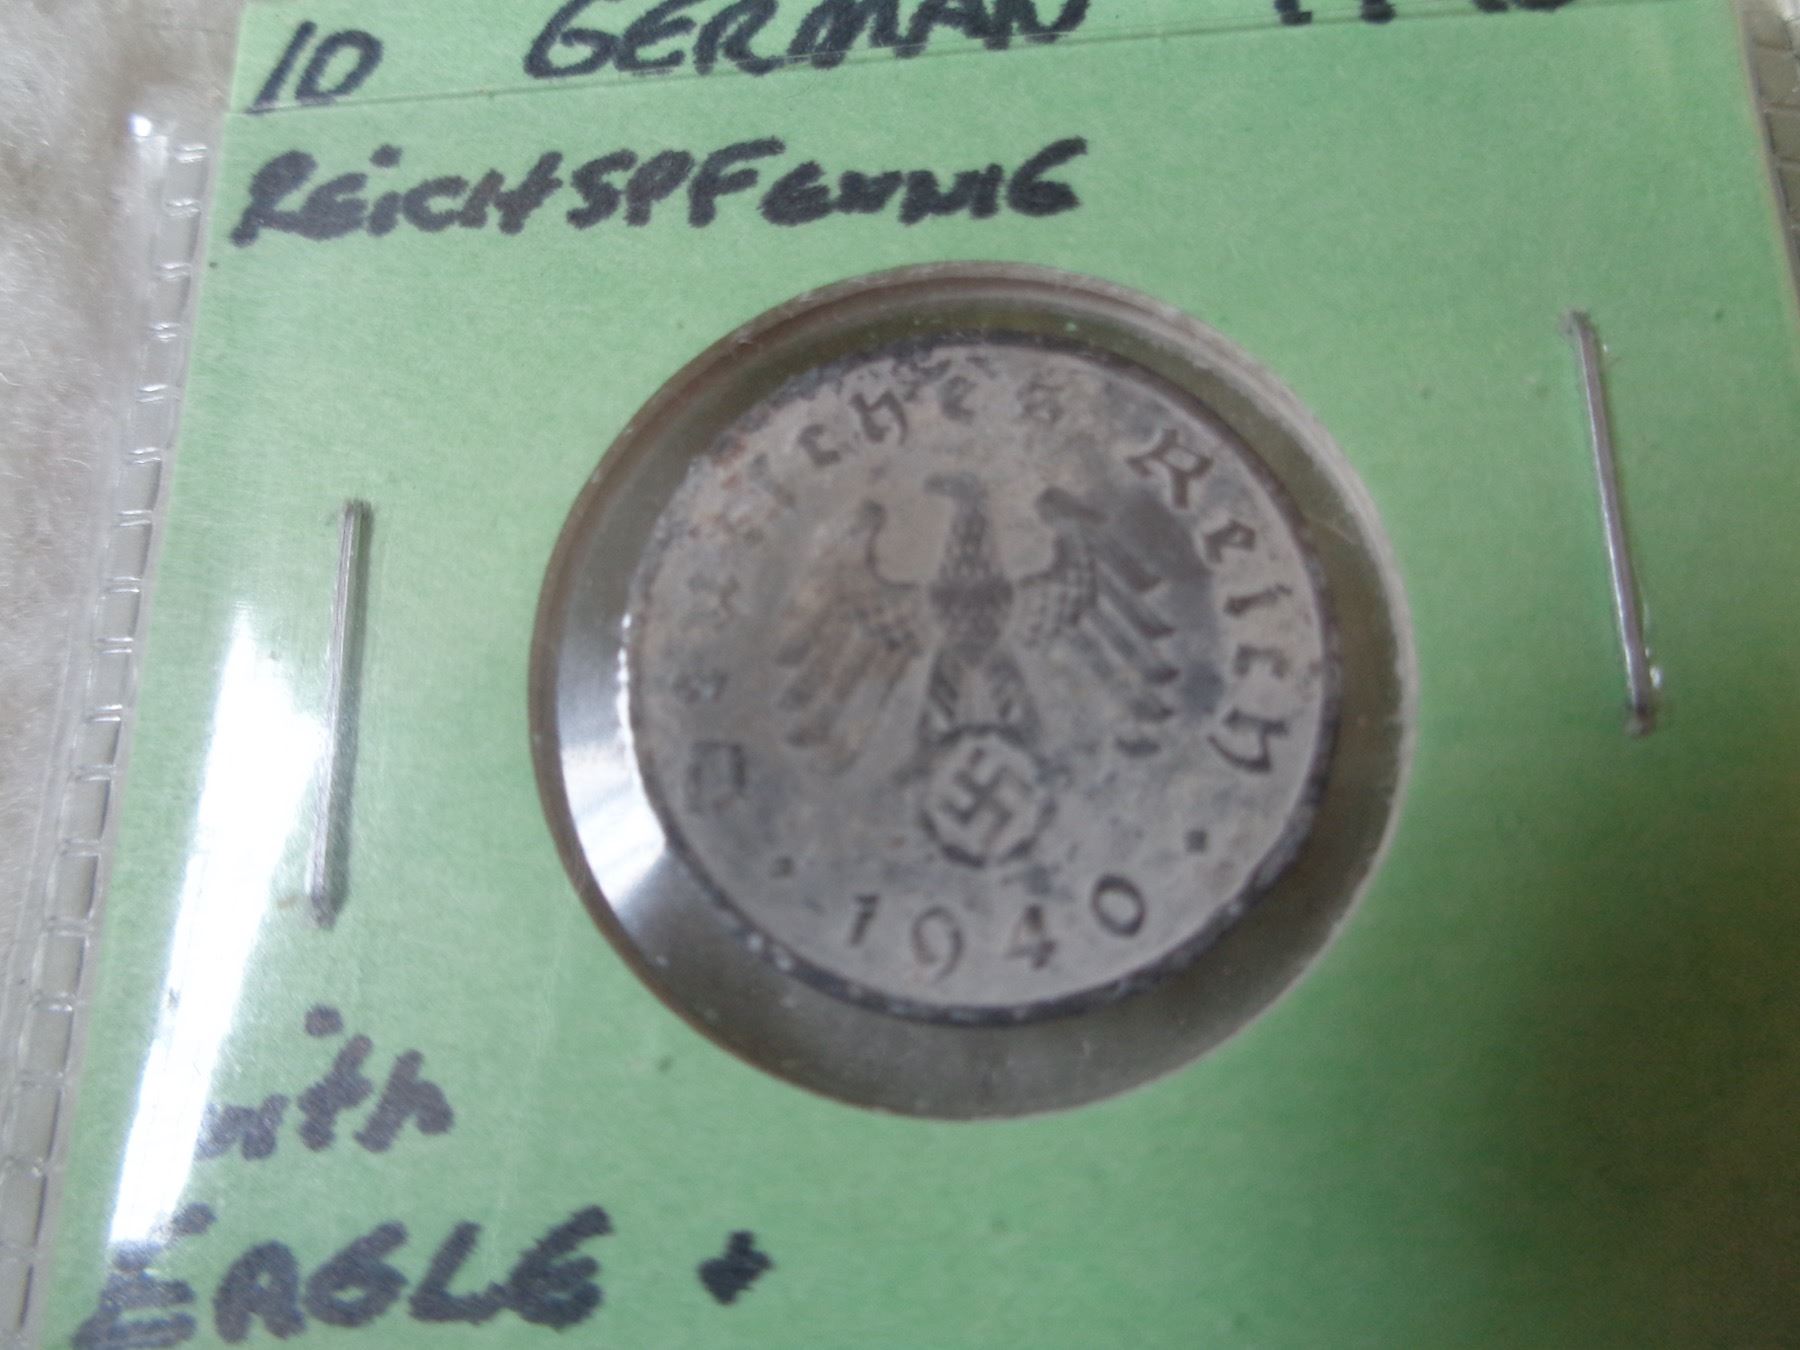 10 GERMAN
REICHSPFENNIG
Deutsches Reich
1940
with
EAGLE